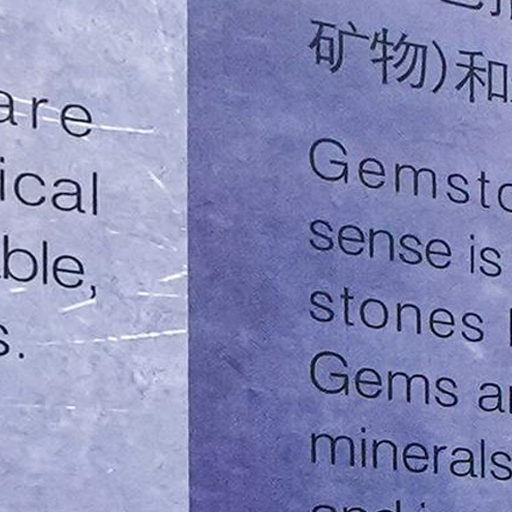 are
ical
ble,
s.
矿物)和
Gemsto
sense is
stones
Gems a
minerals